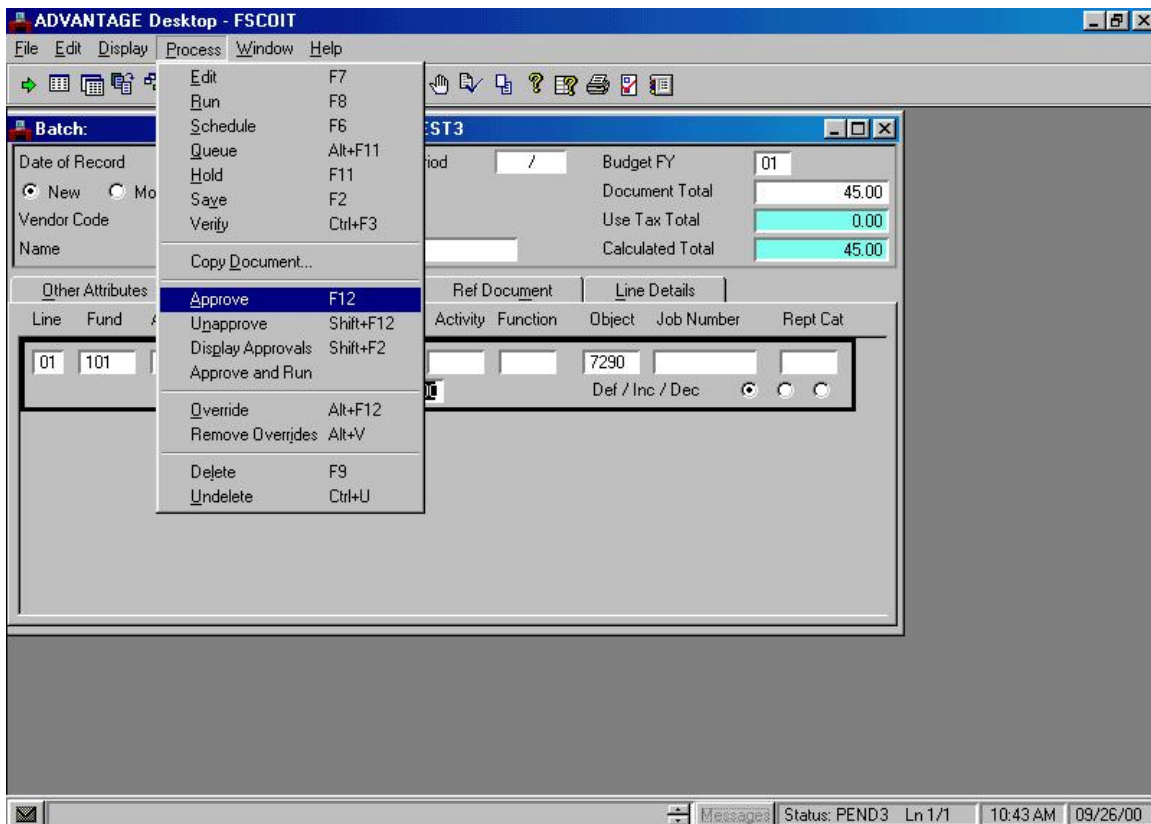 ADVANTAGE Desktop - FSCOIT
File Edit Display Process Window Help
Edit F7
Run F8
Schedule F6
Queue Alt+F11
Hold F11
Save F2
Verify Ctrl+F3
Copy Document...
Approve F12
Unapprove Shift+F12
Display Approvals Shift+F2
Approve and Run
Override Alt+F12
Remove Overrides Alt+V
Delete F9
Undelete Ctrl+U
Batch: EST3
Date of Record iod / Budget FY 01
New Mo Document Total 45.00
Vendor Code Use Tax Total 0.00
Name Calculated Total 45.00
Other Attributes Ref Document Line Details
Line Fund Activity Function Object Job Number Rept Cat
01 101 7290
Def / Inc / Dec
Messages Status: PEND3 Ln 1/1 10:43 AM 09/26/00